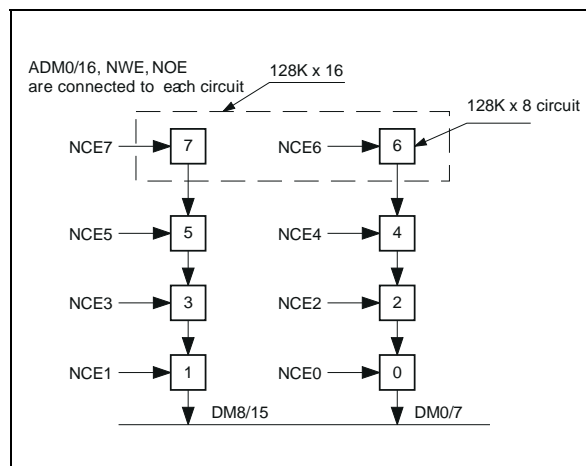 ADM0/16, NWE, NOE
are connected to each circuit
128K x 16
128K x 8 circuit
NCE7
7
NCE6
6
NCE5
5
NCE4
4
NCE3
3
NCE2
2
NCE1
1
NCE0
0
DM8/15
DM0/7